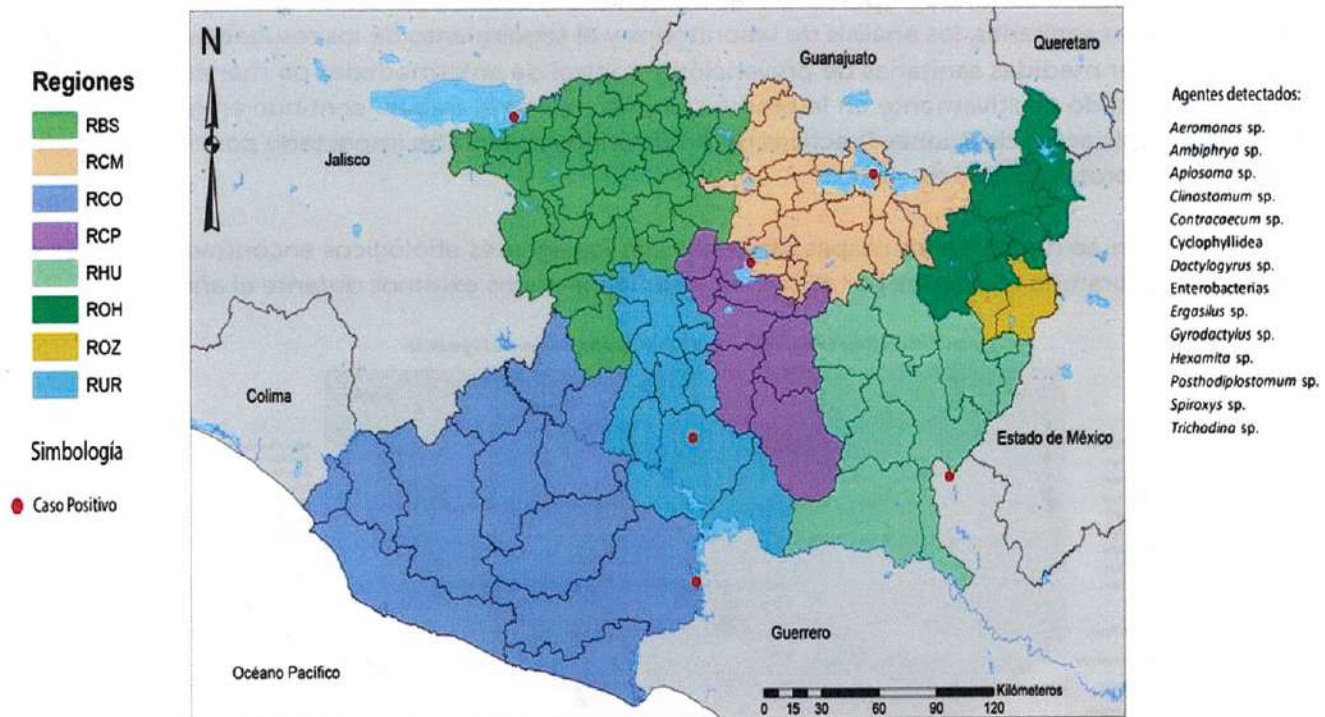 Regiones
RBS
RCM
RCO
RCP
RHU
ROH
ROZ
RUR
Simbología
Caso Positivo
N
Jalisco
Guanajuato
Queretaro
Colima
Estado de México
Guerrero
Océano Pacífico
Kilómeteros
0 15 30 60 90 120
Agentes detectados:
Aeromonas sp.
Ambiphrya sp.
Aplosoma sp.
Clinostomum sp.
Contracaecum sp.
Cyclophyllidea
Dactylogyrus sp.
Enterobacterias
Ergasilus sp.
Gyrodactylus sp.
Hexamita sp.
Posthodiplostomum sp.
Spiroxys sp.
Trichodina sp.